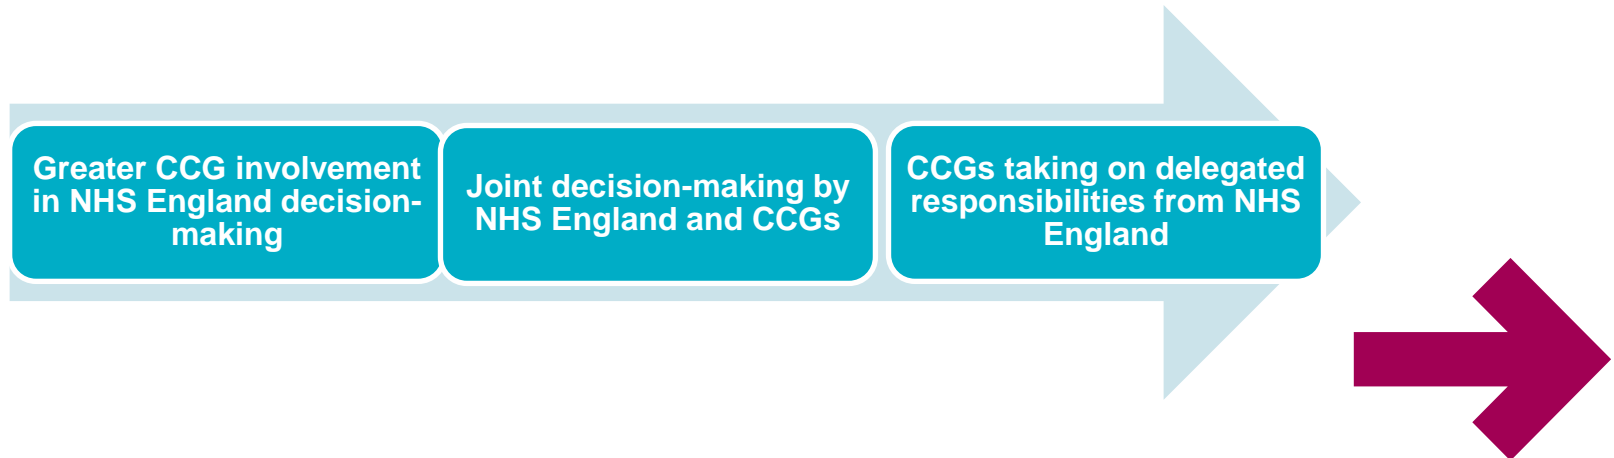 Greater CCG involvement
in NHS England decision-
making
Joint decision-making by
NHS England and CCGs
CCGs taking on delegated
responsibilities from NHS
England